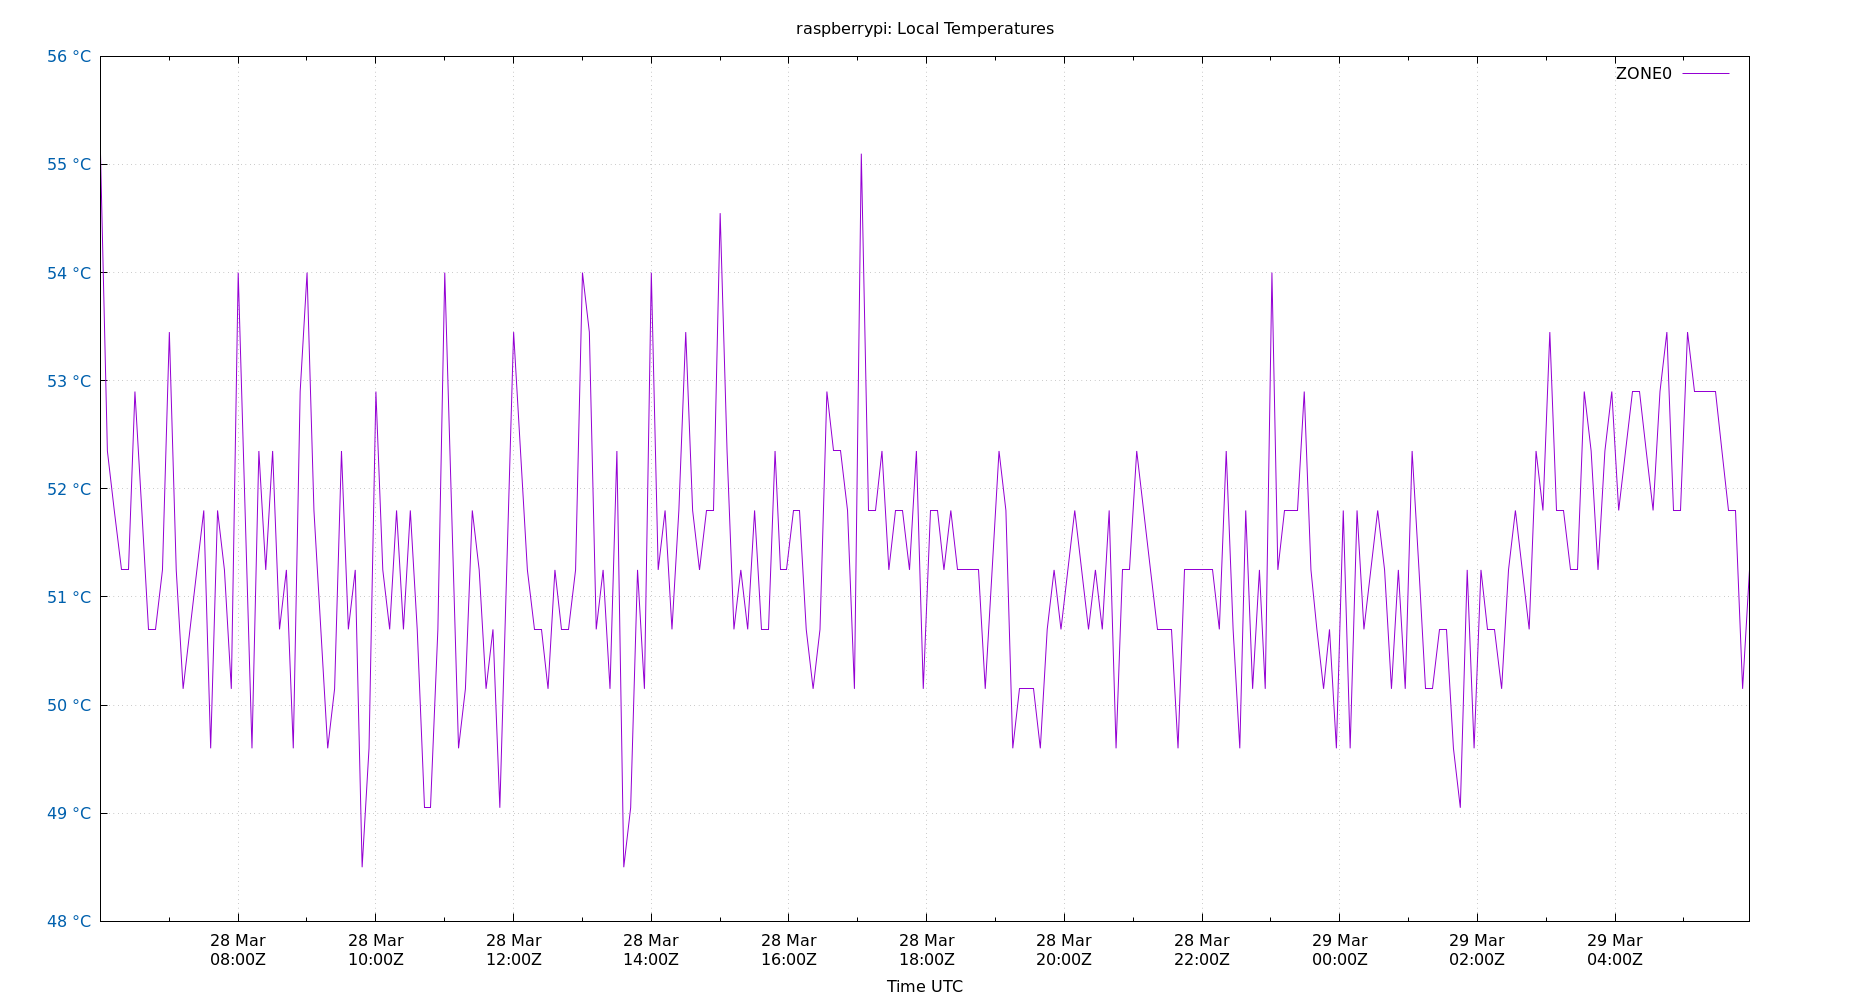 raspberrypi: Local Temperatures
56 °C
ZONE0
55 °C
54 °C
53 °C
52 °C
51 °C
50 °C
49 °C
48 °C
28 Mar 28 Mar 28 Mar 28 Mar 28 Mar 28 Mar 28 Mar 28 Mar 29 Mar 29 Mar 29 Mar
08:00Z 10:00Z 12:00Z 14:00Z 16:00Z 18:00Z 20:00Z 22:00Z 00:00Z 02:00Z 04:00Z
Time UTC